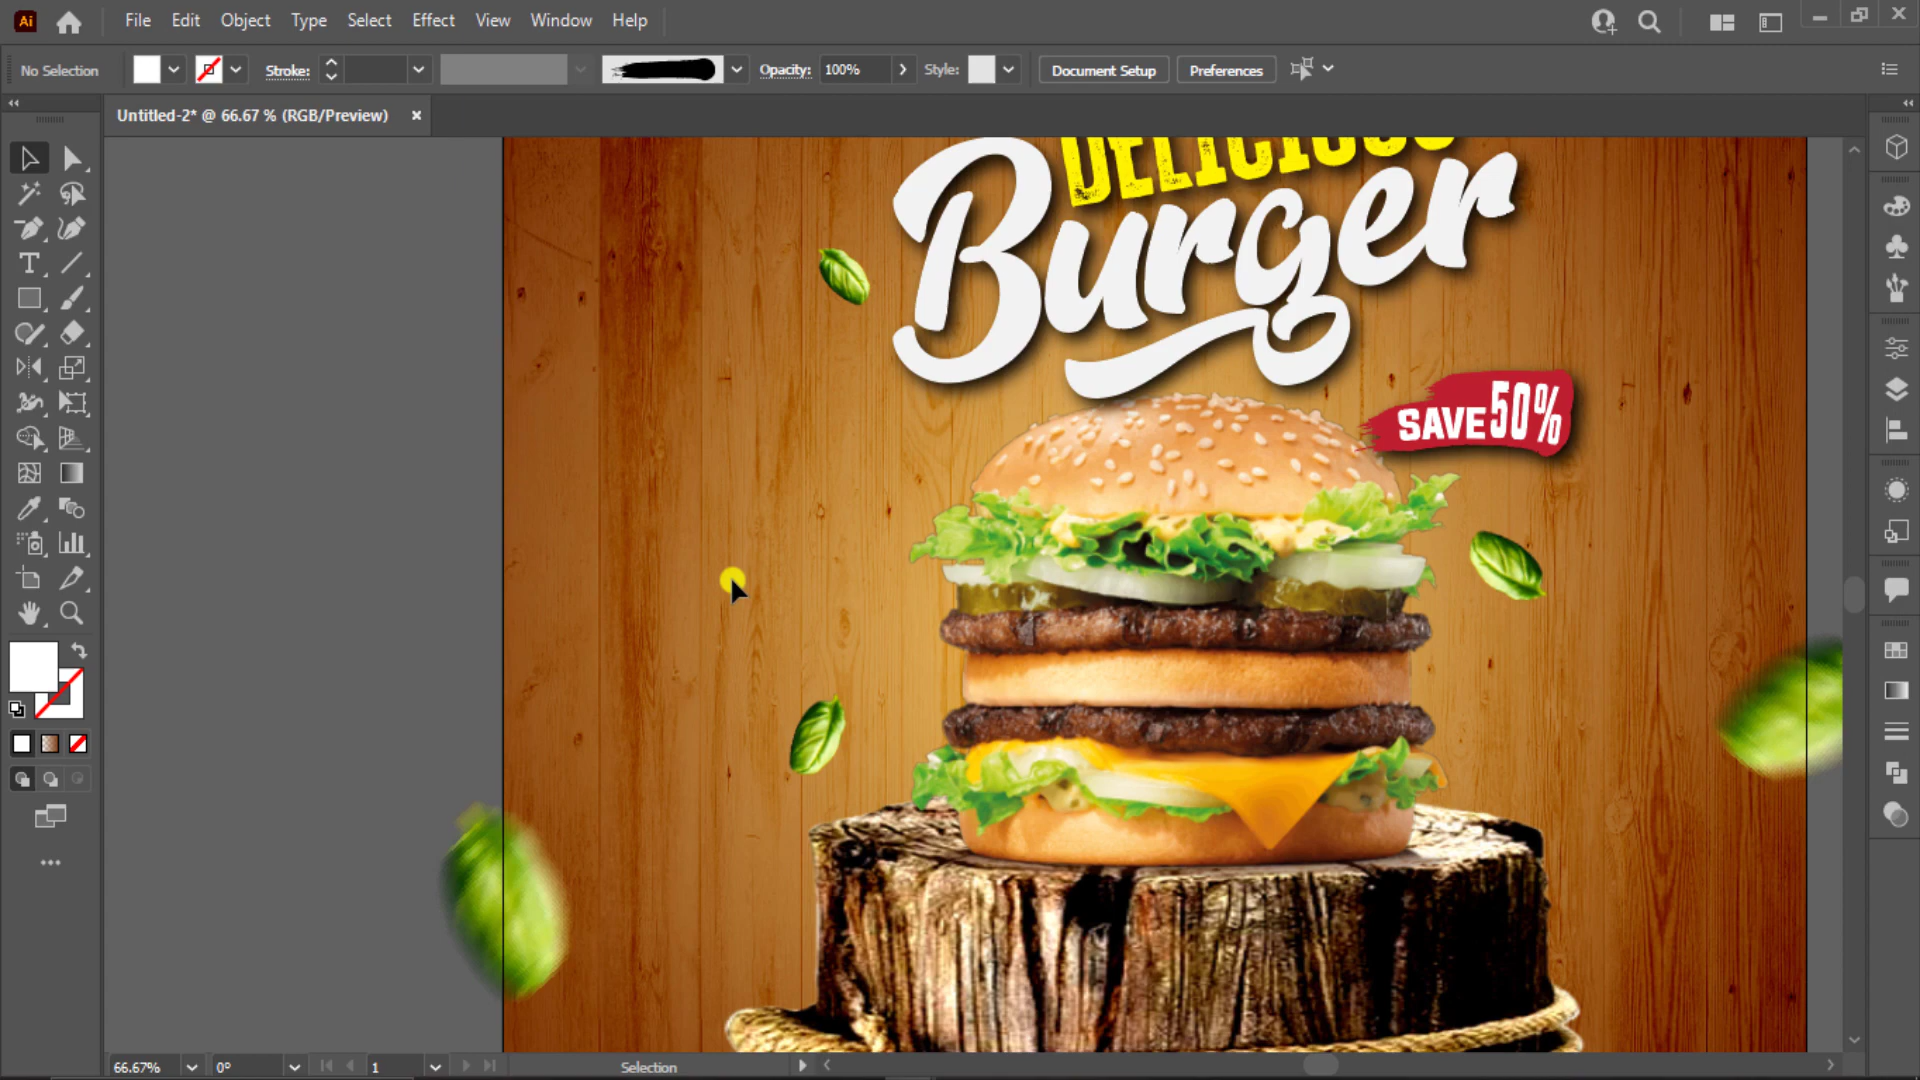 Ai File Edit Object Type Select Effect View Window Help
No Selection Stroke: Opacity: 100% Style: Document Setup Preferences
Untitled-2* @ 66.67 % (RGB/Preview) ×
DELICIOUS
Burger
SAVE 50%
66.67% 0° 1 Selection